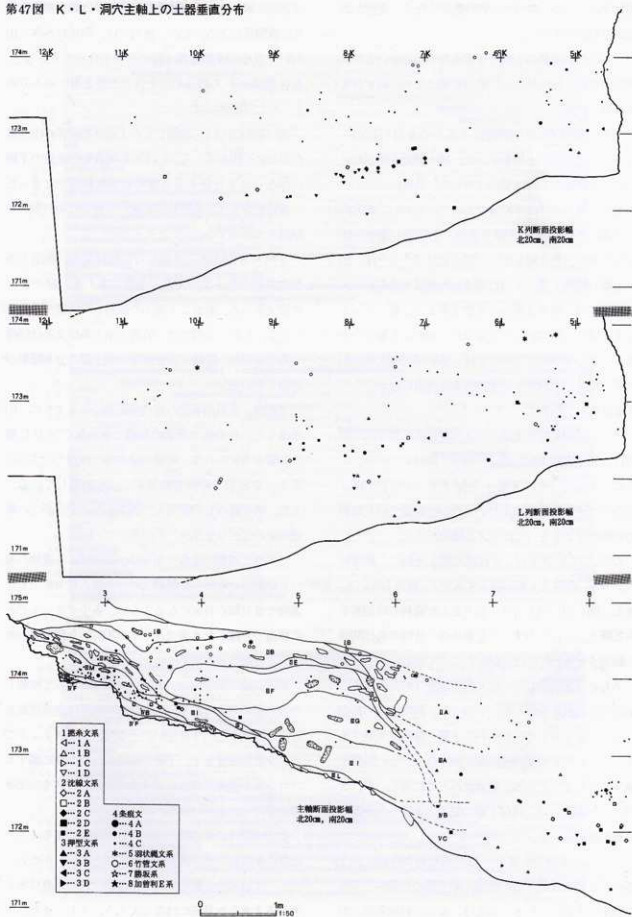 第47図 K・L・洞穴主軸上の土器垂直分布
174m 12K 11K 10K 9K 8K 7K 6K 5K
173m
172m
K列断面投影幅
北20cm, 南20cm
171m
174m 12L 11L 10L 9L 8L 7L 6L 5L
173m
L列断面投影幅
北20cm, 南20cm
171m
175m 3 4 5 6 7 8
174m
173m
172m
171m
主軸断面投影幅
北20cm, 南20cm
1撚糸文系
◁―1A
△―1B
▷―1C
▽―1D
2沈線文系
◇―2A
□―2B
◆―2C
■―2D
▪―2E
3押型文系
▲―3A
▼―3B
◀―3C
▶―3D
4条痕文系
●―4A
•―4B
・―4C
★―5羽状縄文系
○―6竹管文系
☆―7勝坂系
★―8加曽利E系
0 1m
1:50